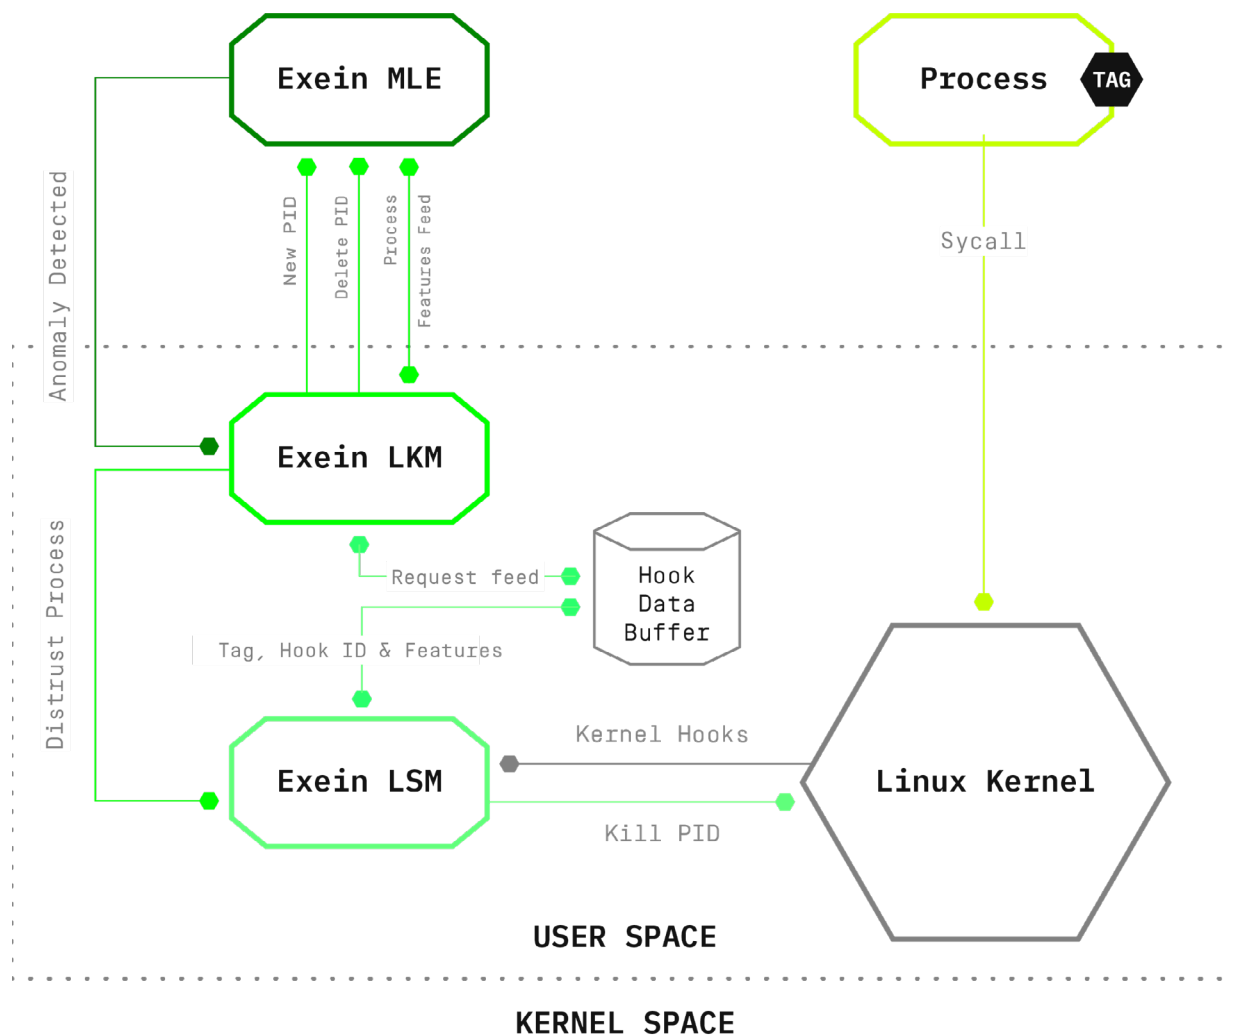 Exein MLE
Process
TAG
Anomaly Detected
New PID
Delete PID
Process
Features Feed
Sycall
Exein LKM
Distrust Process
Request feed
Hook
Data
Buffer
Tag, Hook ID & Features
Kernel Hooks
Exein LSM
Linux Kernel
Kill PID
USER SPACE
KERNEL SPACE